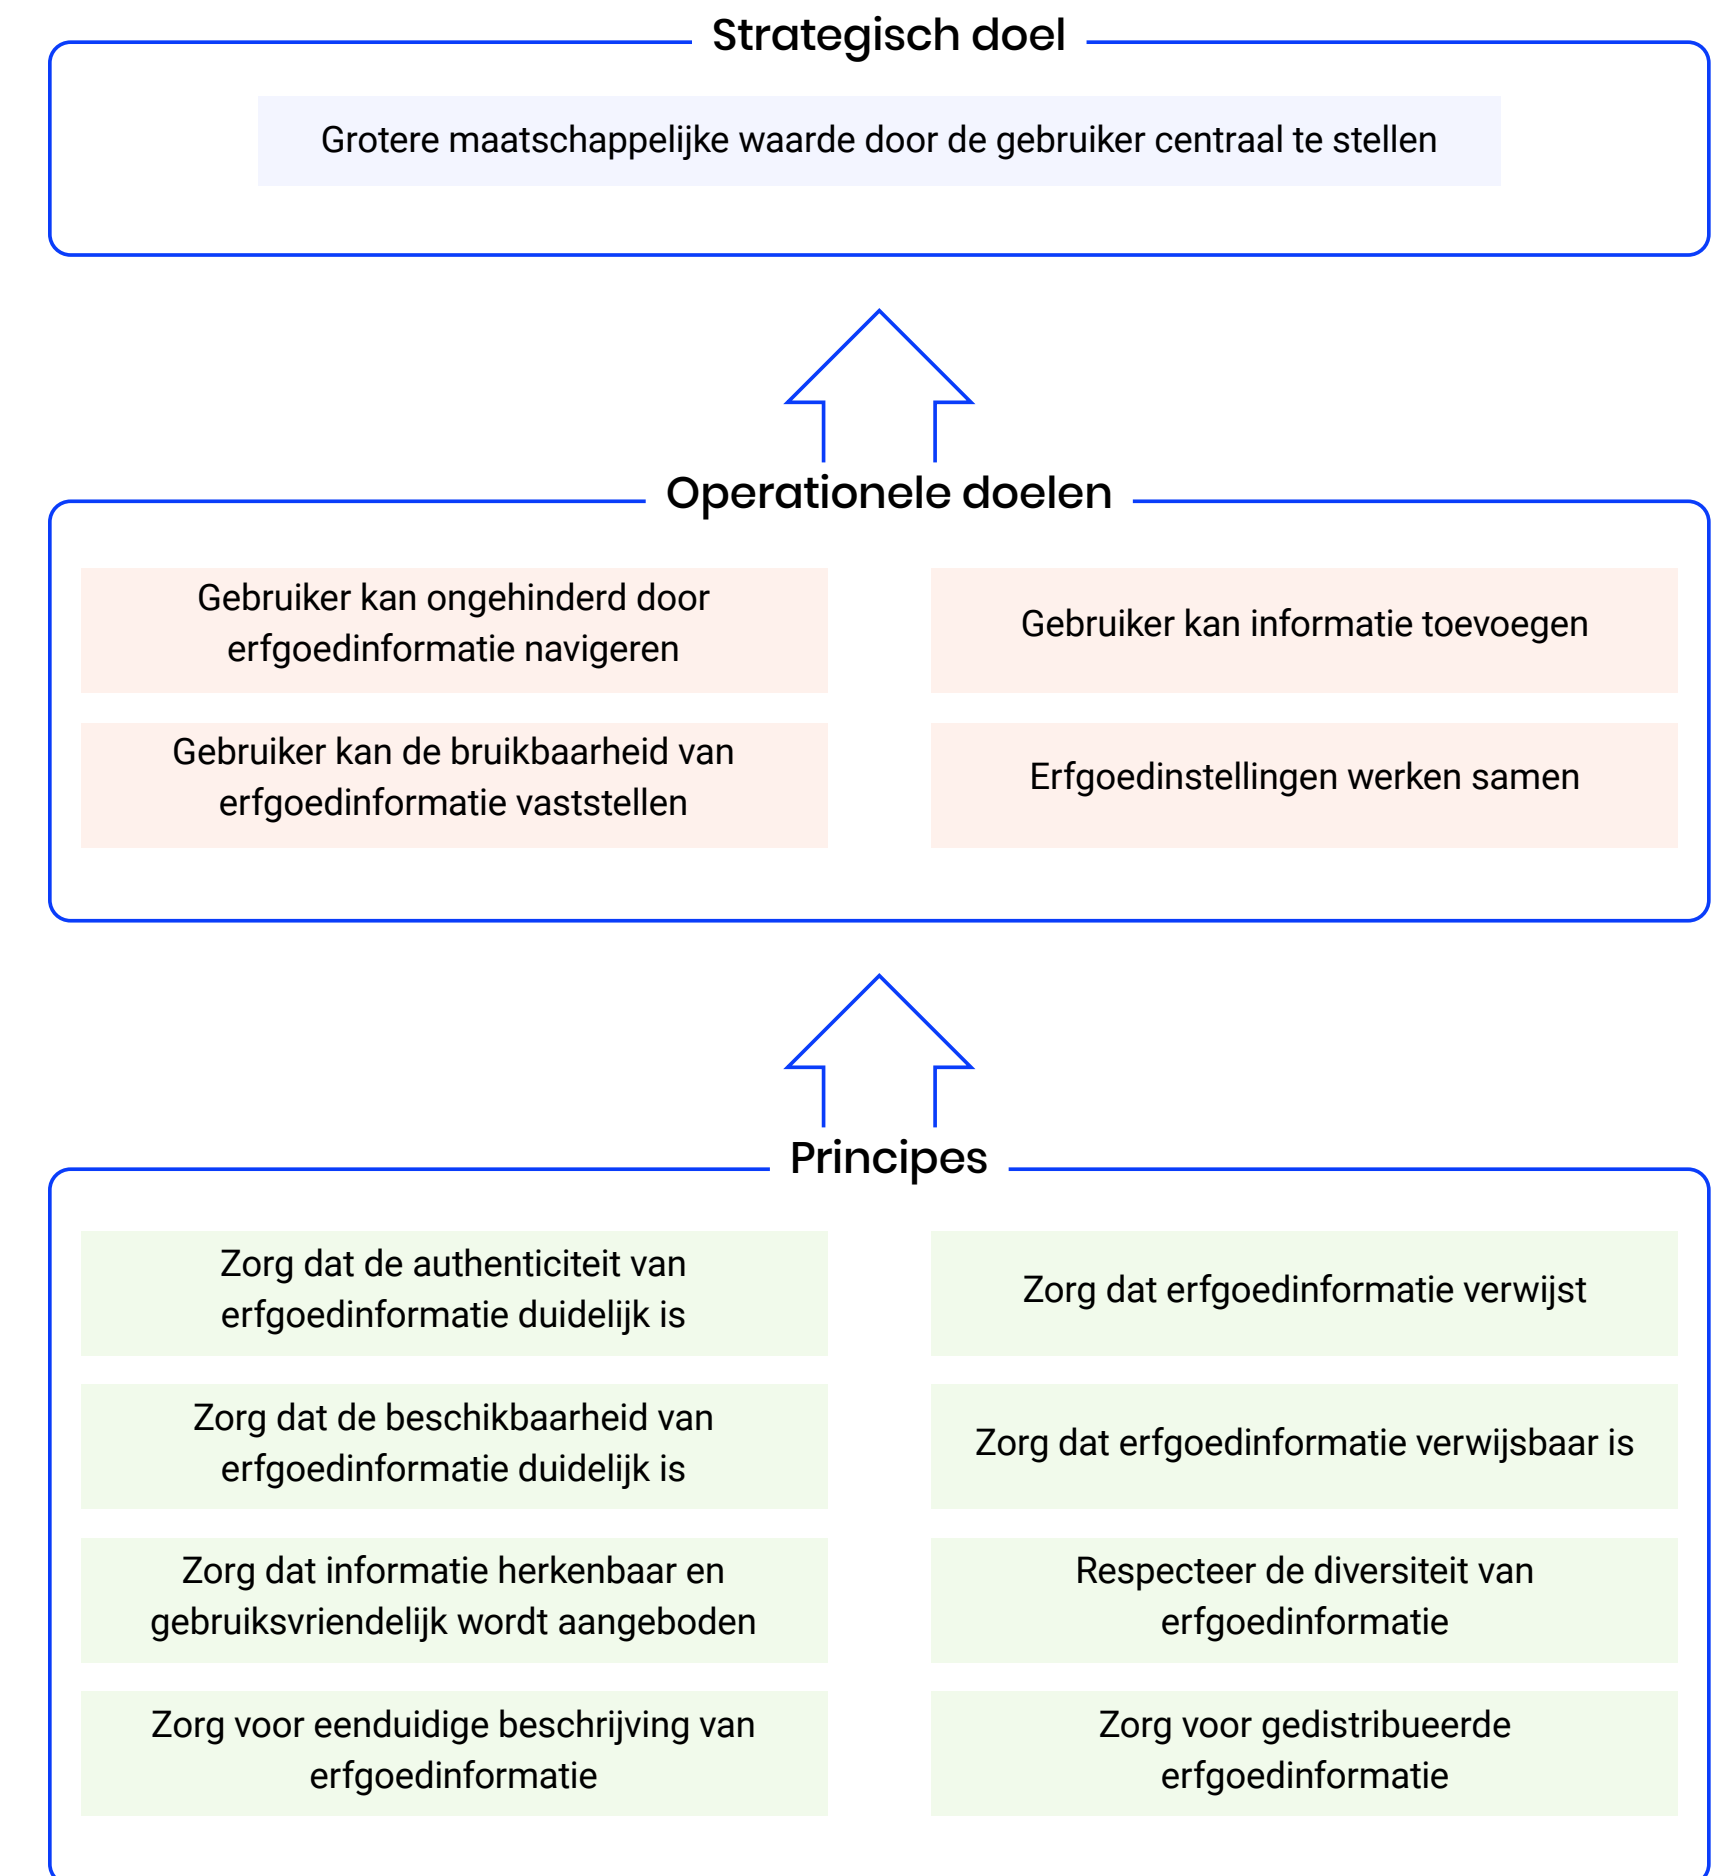 Strategisch doel
Grotere maatschappelijke waarde door de gebruiker centraal te stellen
Operationele doelen
Gebruiker kan ongehinderd door
erfgoedinformatie navigeren
Gebruiker kan informatie toevoegen
Gebruiker kan de bruikbaarheid van
erfgoedinformatie vaststellen
Erfgoedinstellingen werken samen
Principes
Zorg dat de authenticiteit van
erfgoedinformatie duidelijk is
Zorg dat erfgoedinformatie verwijst
Zorg dat de beschikbaarheid van
erfgoedinformatie duidelijk is
Zorg dat erfgoedinformatie verwijsbaar is
Zorg dat informatie herkenbaar en
gebruiksvriendelijk wordt aangeboden
Respecteer de diversiteit van
erfgoedinformatie
Zorg voor eenduidige beschrijving van
erfgoedinformatie
Zorg voor gedistribueerde
erfgoedinformatie